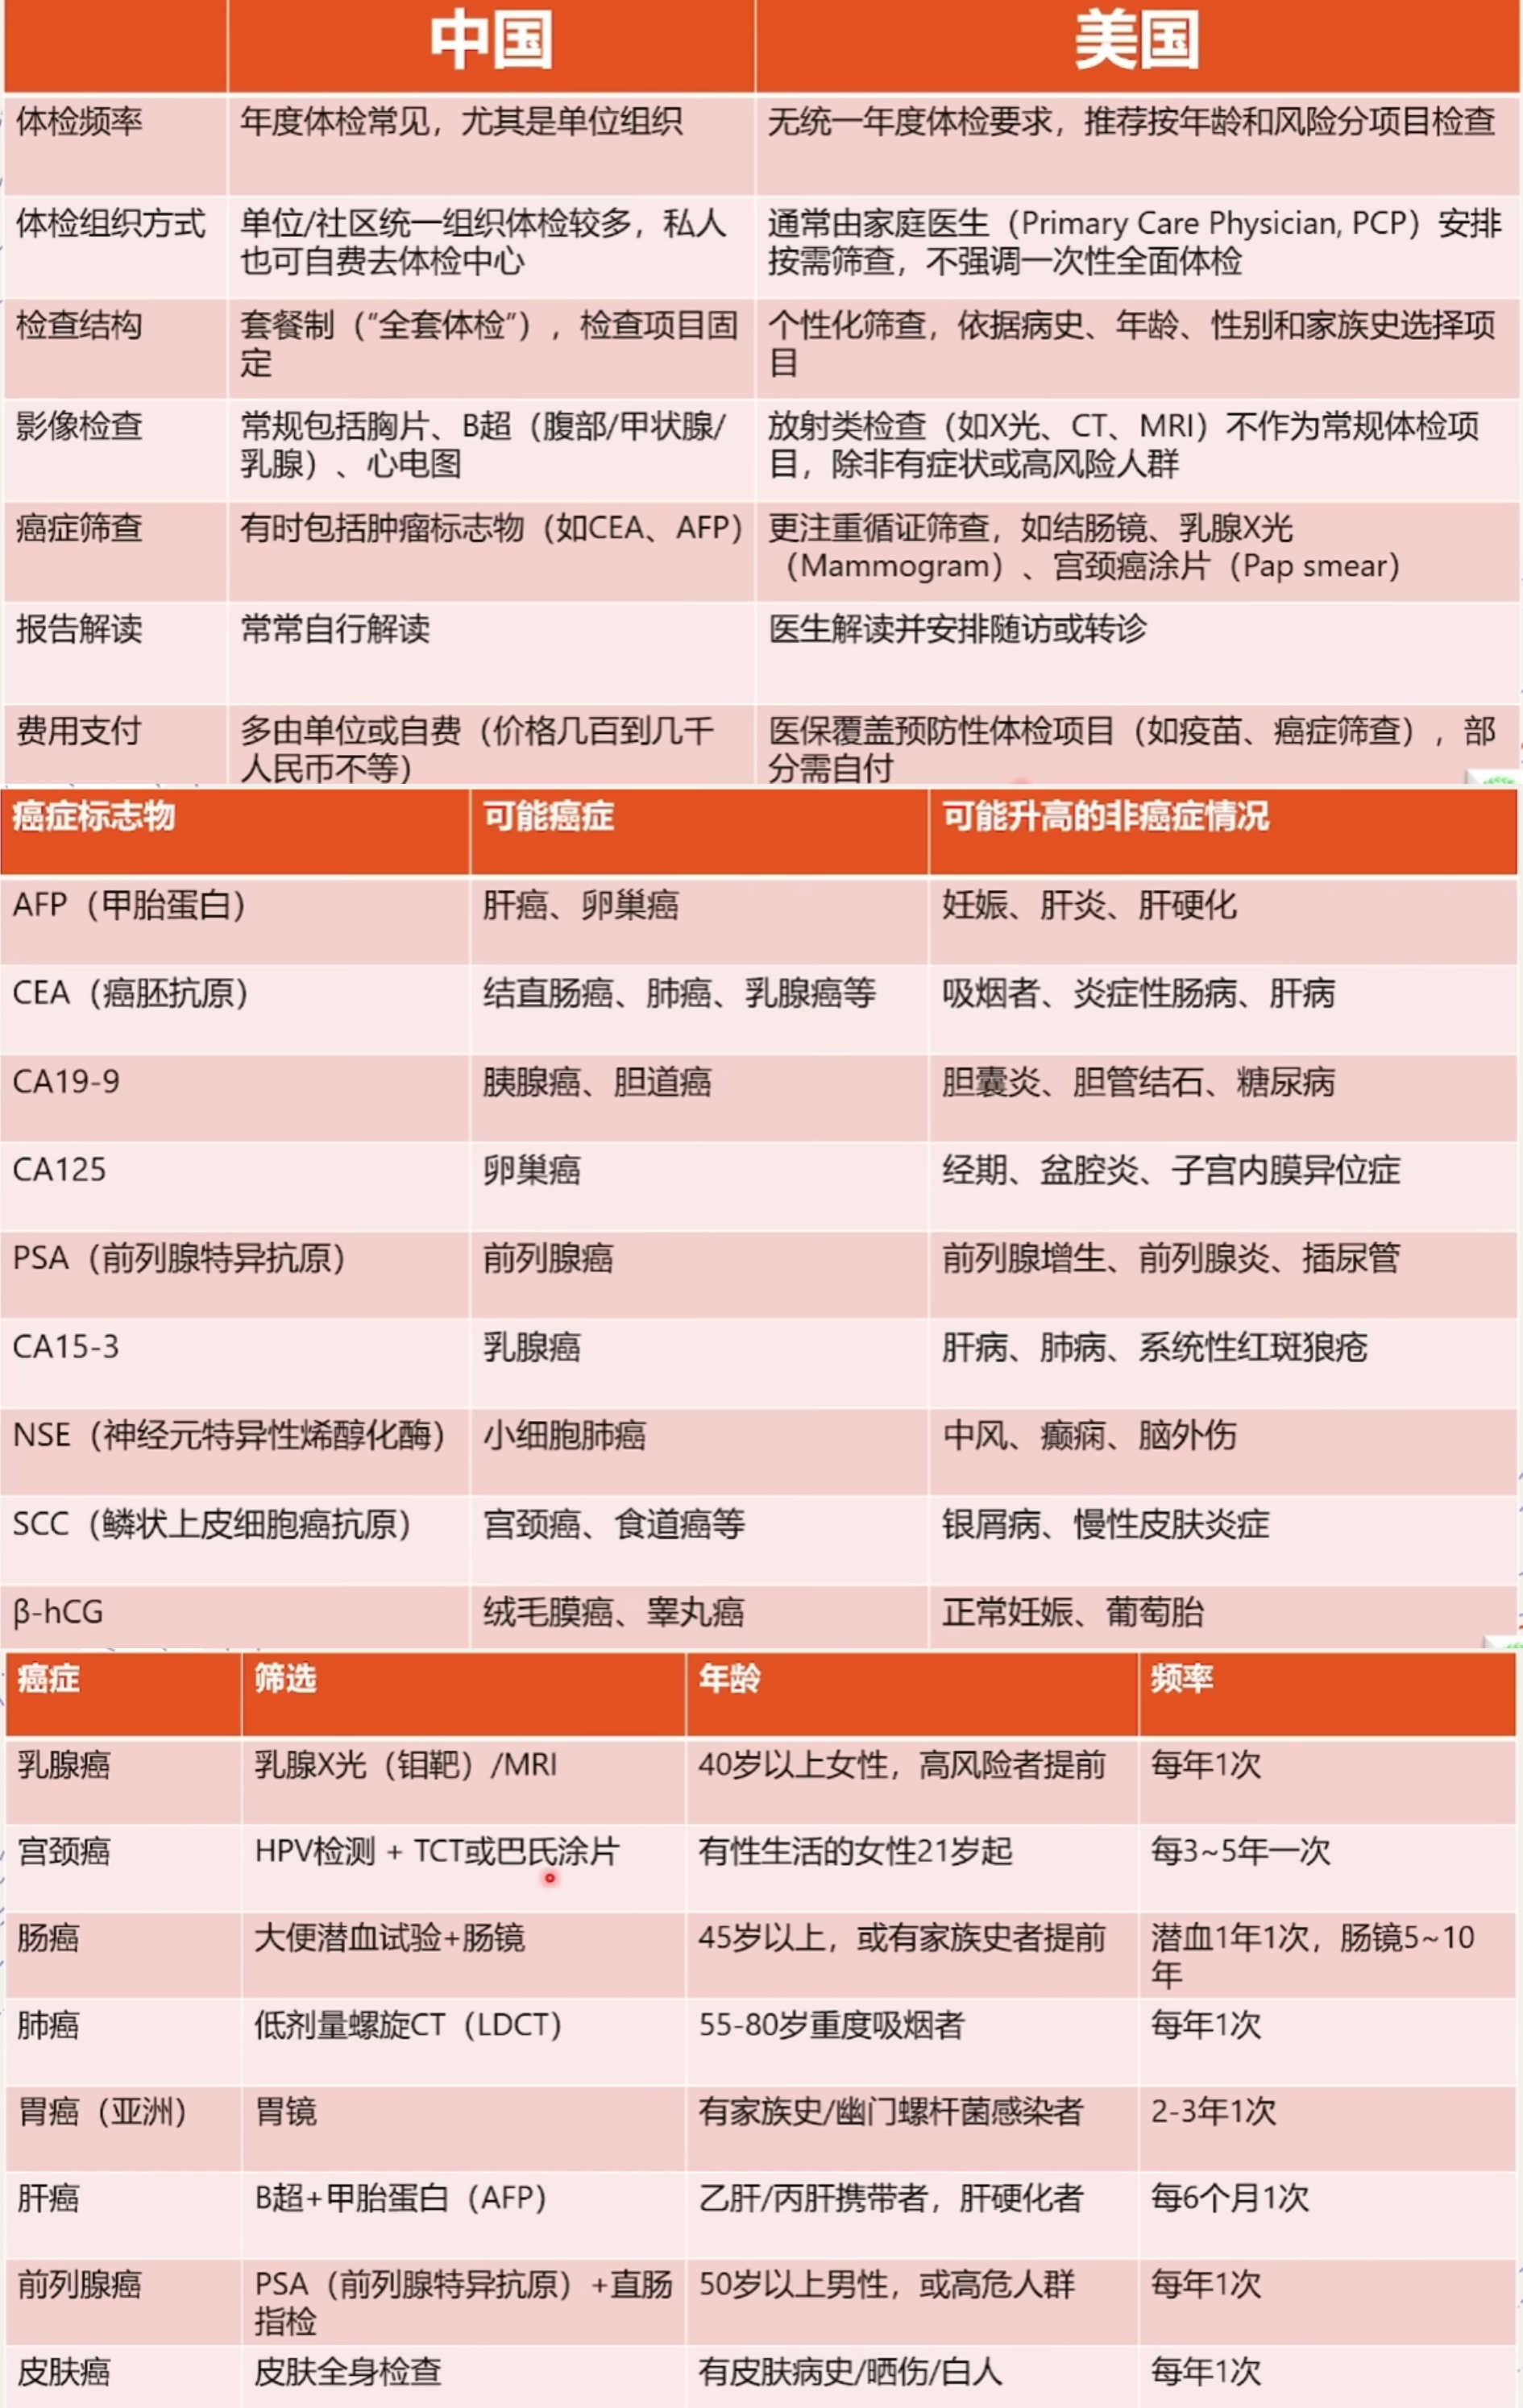 中国 美国
体检频率 年度体检常见，尤其是单位组织 无统一年度体检要求，推荐按年龄和风险分项目检查
体检组织方式 单位/社区统一组织体检较多，私人 通常由家庭医生（Primary Care Physician, PCP）安排
也可自费去体检中心 按需筛查，不强调一次性全面体检
检查结构 套餐制（“全套体检”），检查项目固 个性化筛查，依据病史、年龄、性别和家族史选择项
定 目
影像检查 常规包括胸片、B超（腹部/甲状腺/ 放射类检查（如X光、CT、MRI）不作为常规体检项
乳腺）、心电图 目，除非有症状或高风险人群
癌症筛查 有时包括肿瘤标志物（如CEA、AFP） 更注重循证筛查，如结肠镜、乳腺X光
（Mammogram）、宫颈癌涂片（Pap smear）
报告解读 常常自行解读 医生解读并安排随访或转诊
费用支付 多由单位或自费（价格几百到几千 医保覆盖预防性体检项目（如疫苗、癌症筛查），部
人民币不等） 分需自付
癌症标志物 可能癌症 可能升高的非癌症情况
AFP（甲胎蛋白） 肝癌、卵巢癌 妊娠、肝炎、肝硬化
CEA（癌胚抗原） 结直肠癌、肺癌、乳腺癌等 吸烟者、炎症性肠病、肝病
CA19-9 胰腺癌、胆道癌 胆囊炎、胆管结石、糖尿病
CA125 卵巢癌 经期、盆腔炎、子宫内膜异位症
PSA（前列腺特异抗原） 前列腺癌 前列腺增生、前列腺炎、插尿管
CA15-3 乳腺癌 肝病、肺病、系统性红斑狼疮
NSE（神经元特异性烯醇化酶） 小细胞肺癌 中风、癫痫、脑外伤
SCC（鳞状上皮细胞癌抗原） 宫颈癌、食道癌等 银屑病、慢性皮肤炎症
β-hCG 绒毛膜癌、睾丸癌 正常妊娠、葡萄胎
癌症 筛选 年龄 频率
乳腺癌 乳腺X光（钼靶）/MRI 40岁以上女性，高风险者提前 每年1次
宫颈癌 HPV检测 + TCT或巴氏涂片 有性生活的女性21岁起 每3~5年一次
肠癌 大便潜血试验+肠镜 45岁以上，或有家族史者提前 潜血1年1次，肠镜5~10
年
肺癌 低剂量螺旋CT（LDCT） 55-80岁重度吸烟者 每年1次
胃癌（亚洲） 胃镜 有家族史/幽门螺杆菌感染者 2-3年1次
肝癌 B超+甲胎蛋白（AFP） 乙肝/丙肝携带者，肝硬化者 每6个月1次
前列腺癌 PSA（前列腺特异抗原）+直肠 50岁以上男性，或高危人群 每年1次
指检
皮肤癌 皮肤全身检查 有皮肤病史/晒伤/白人 每年1次